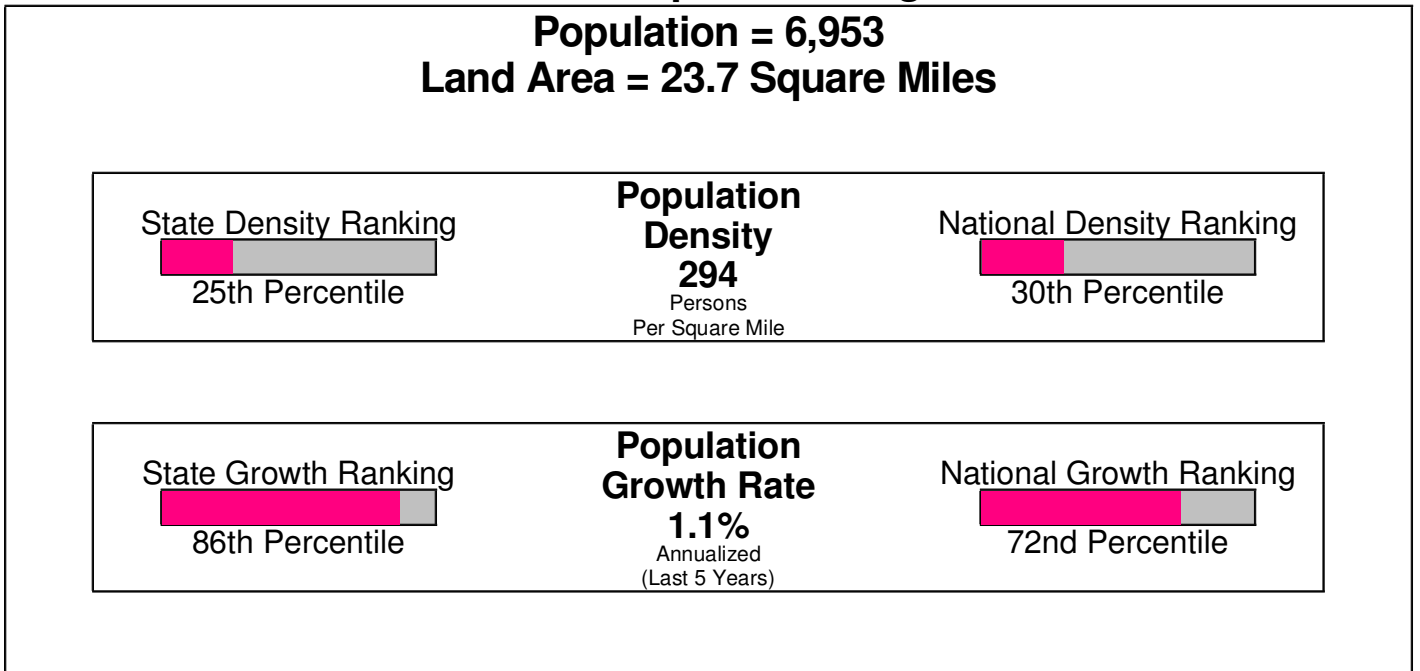 Population = 6,953
Land Area = 23.7 Square Miles
State Density Ranking
25th Percentile
Population
Density
294
Persons
Per Square Mile
National Density Ranking
30th Percentile
State Growth Ranking
86th Percentile
Population
Growth Rate
1.1%
Annualized
(Last 5 Years)
National Growth Ranking
72nd Percentile